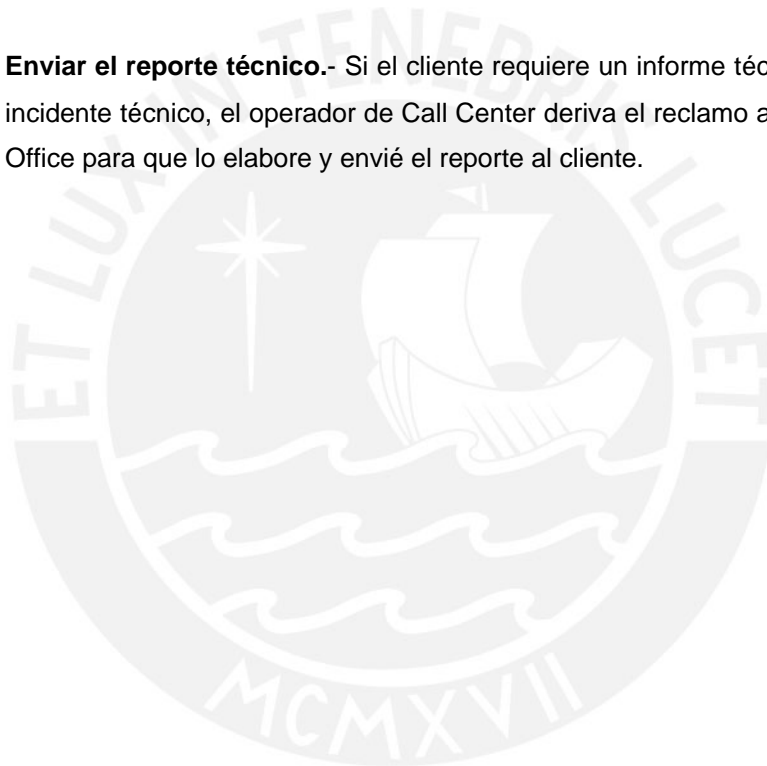 Enviar el reporte técnico.- Si el cliente requiere un informe téc
incidente técnico, el operador de Call Center deriva el reclamo a
Office para que lo elabore y envié el reporte al cliente.
ET LUX IN TENEBRIS LUCET
MCMXVII